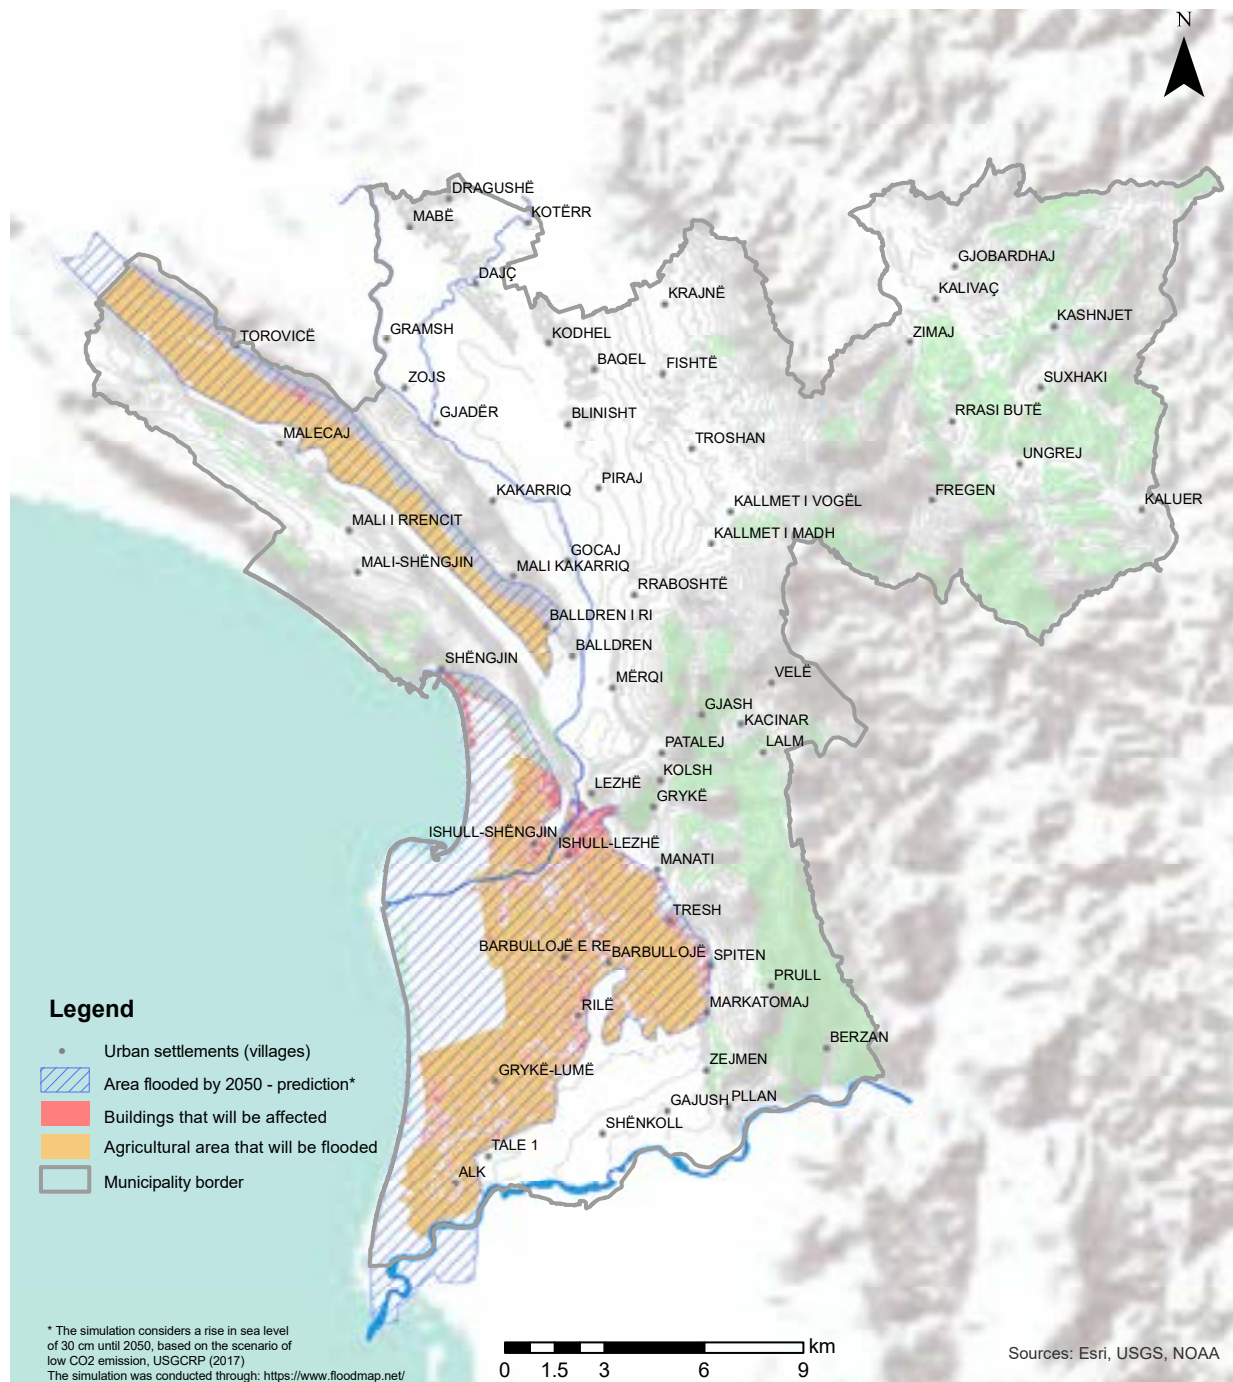 N
DRAGUSHË
MABË
KOTËRR
DAJÇ
GJOBARDHAJ
KALIVAÇ
KRAJNË
KASHNJET
TOROVICË
GRAMSH
KODHEL
ZIMAJ
BAQEL
FISHTË
ZOJS
SUXHAKI
GJADËR
BLINISHT
RRASI BUTË
MALECAJ
TROSHAN
UNGREJ
PIRAJ
KAKARRIQ
FREGEN
KALLMET I VOGËL
KALUER
MALI I RRENCIT
KALLMET I MADH
GOCAJ
MALI-SHËNGJIN
MALI KAKARRIQ
RRABOSHTË
BALLDREN I RI
BALLDREN
SHËNGJIN
VELË
MËRQI
GJASH
KACINAR
PATALEJ
LALM
KOLSH
LEZHË
GRYKË
ISHULL-SHËNGJIN
ISHULL-LEZHË
MANATI
TRESH
BARBULLOJË E RE
BARBULLOJË
SPITEN
PRULL
RILË
MARKATOMAJ
BERZAN
ZEJMEN
GRYKË-LUMË
GAJUSH
PLLAN
SHËNKOLL
TALE 1
ALK
Legend
Urban settlements (villages)
Area flooded by 2050 - prediction*
Buildings that will be affected
Agricultural area that will be flooded
Municipality border
* The simulation considers a rise in sea level
of 30 cm until 2050, based on the scenario of
low CO2 emission, USGCRP (2017)
The simulation was conducted through: https://www.floodmap.net/
km
0 1.5 3 6 9
Sources: Esri, USGS, NOAA